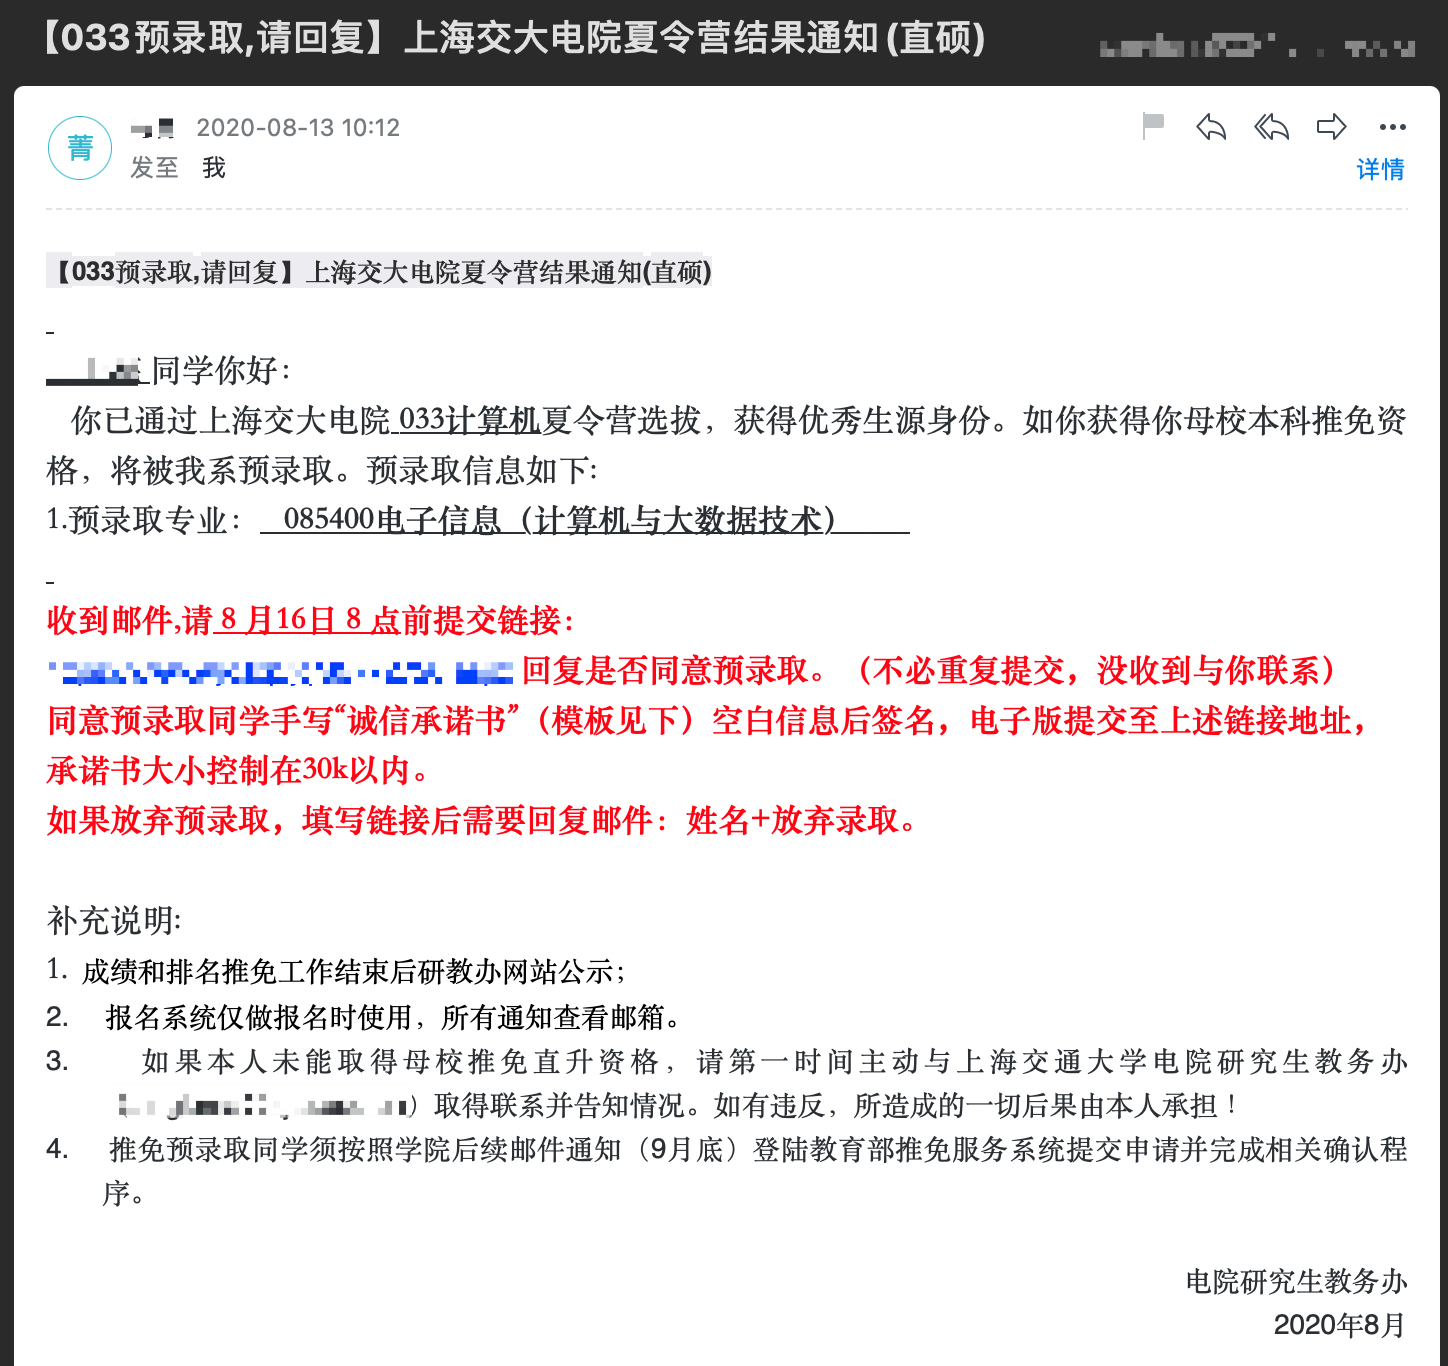 【033预录取,请回复】上海交大电院夏令营结果通知(直硕)
菁
2020-08-13 10:12
发至 我
详情
【033预录取,请回复】上海交大电院夏令营结果通知(直硕)
同学你好：
你已通过上海交大电院 033计算机夏令营选拔，获得优秀生源身份。如你获得你母校本科推免资
格，将被我系预录取。预录取信息如下:
1.预录取专业： 085400电子信息（计算机与大数据技术）
收到邮件,请 8 月16日 8 点前提交链接：
回复是否同意预录取。（不必重复提交，没收到与你联系）
同意预录取同学手写“诚信承诺书”（模板见下）空白信息后签名，电子版提交至上述链接地址，
承诺书大小控制在30k以内。
如果放弃预录取，填写链接后需要回复邮件：姓名+放弃录取。
补充说明:
1. 成绩和排名推免工作结束后研教办网站公示；
2. 报名系统仅做报名时使用，所有通知查看邮箱。
3. 如果本人未能取得母校推免直升资格，请第一时间主动与上海交通大学电院研究生教务办
）取得联系并告知情况。如有违反，所造成的一切后果由本人承担！
4. 推免预录取同学须按照学院后续邮件通知（9月底）登陆教育部推免服务系统提交申请并完成相关确认程
序。
电院研究生教务办
2020年8月